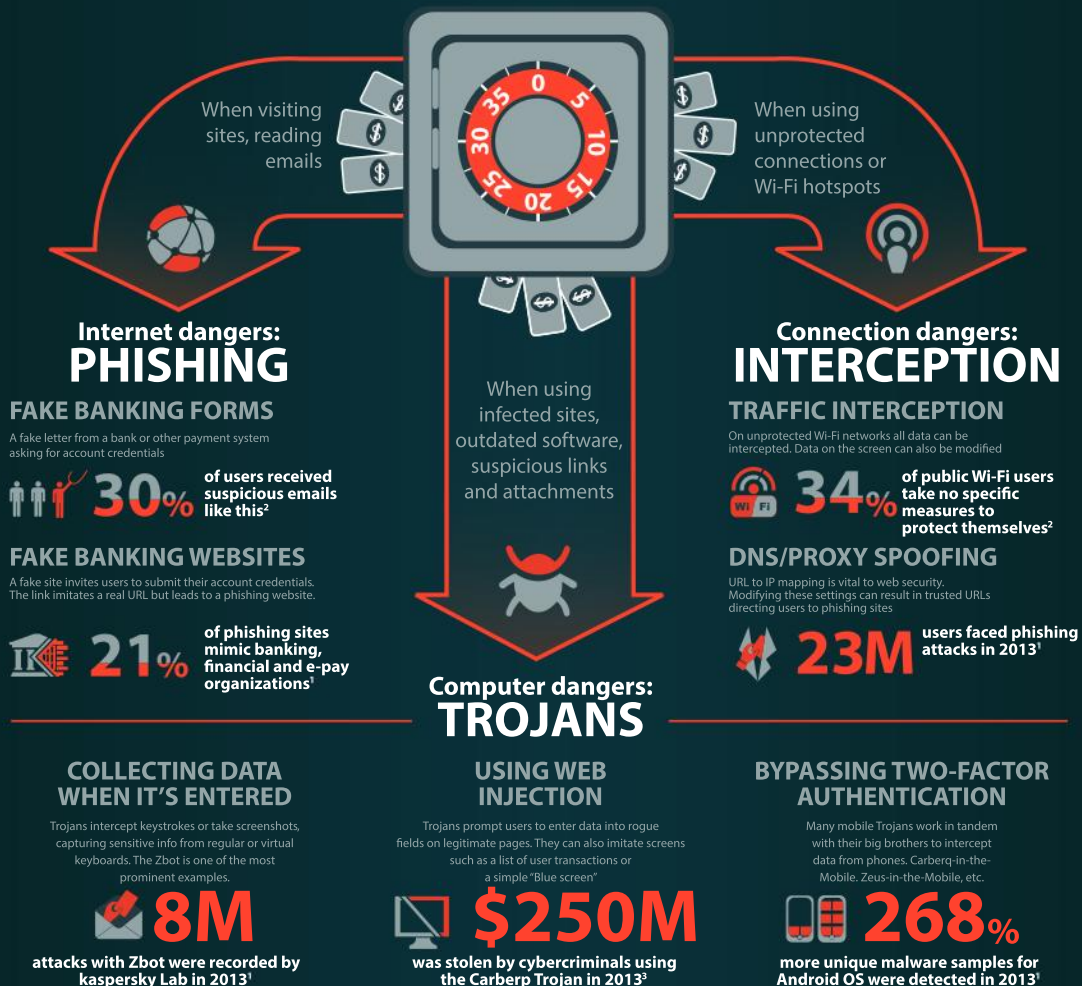 When visiting
sites, reading
emails
0
5
10
15
20
25
30
35
$
$
$
$
$
$
$
$
$
When using
unprotected
connections or
Wi-Fi hotspots
Internet dangers:
PHISHING
FAKE BANKING FORMS
A fake letter from a bank or other payment system
asking for account credentials
30%
of users received
suspicious emails
like this²
FAKE BANKING WEBSITES
A fake site invites users to submit their account credentials.
The link imitates a real URL but leads to a phishing website.
21%
of phishing sites
mimic banking,
financial and e-pay
organizations¹
When using
infected sites,
outdated software,
suspicious links
and attachments
Connection dangers:
INTERCEPTION
TRAFFIC INTERCEPTION
On unprotected Wi-Fi networks all data can be
intercepted. Data on the screen can also be modified
Wi Fi
34%
of public Wi-Fi users
take no specific
measures to
protect themselves²
DNS/PROXY SPOOFING
URL to IP mapping is vital to web security.
Modifying these settings can result in trusted URLs
directing users to phishing sites
23M
users faced phishing
attacks in 2013¹
Computer dangers:
TROJANS
COLLECTING DATA
WHEN IT'S ENTERED
Trojans intercept keystrokes or take screenshots,
capturing sensitive info from regular or virtual
keyboards. The Zbot is one of the most
prominent examples.
8M
attacks with Zbot were recorded by
kaspersky Lab in 2013¹
USING WEB
INJECTION
Trojans prompt users to enter data into rogue
fields on legitimate pages. They can also imitate screens
such as a list of user transactions or
a simple "Blue screen"
$250M
was stolen by cybercriminals using
the Carberp Trojan in 2013³
BYPASSING TWO-FACTOR
AUTHENTICATION
Many mobile Trojans work in tandem
with their big brothers to intercept
data from phones. Carberq-in-the-
Mobile. Zeus-in-the-Mobile, etc.
268%
more unique malware samples for
Android OS were detected in 2013¹